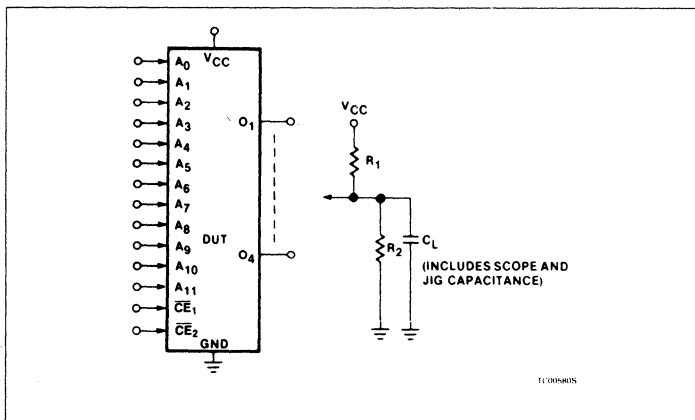 VCC
A0
A1
A2
A3
A4
A5
A6
A7
A8
A9
A10
A11
CE1
CE2
DUT
GND
O1
O4
VCC
R1
R2
CL
(INCLUDES SCOPE AND
JIG CAPACITANCE)
TC00580S